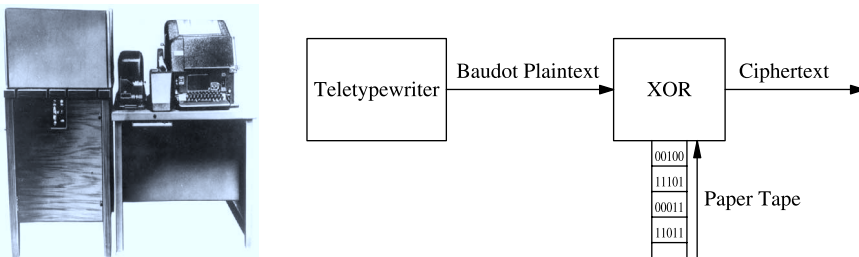 Teletypewriter
Baudot Plaintext
XOR
Ciphertext
00100
11101
00011
11011
Paper Tape